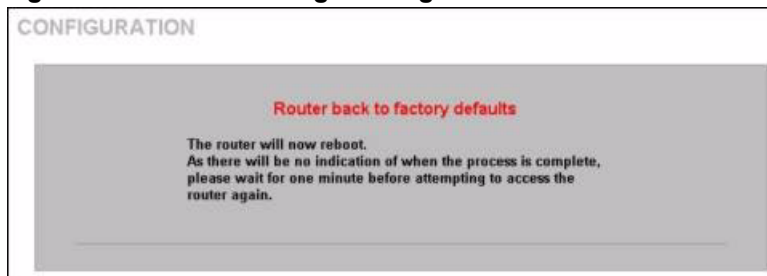 CONFIGURATION
Router back to factory defaults
The router will now reboot.
As there will be no indication of when the process is complete,
please wait for one minute before attempting to access the
router again.